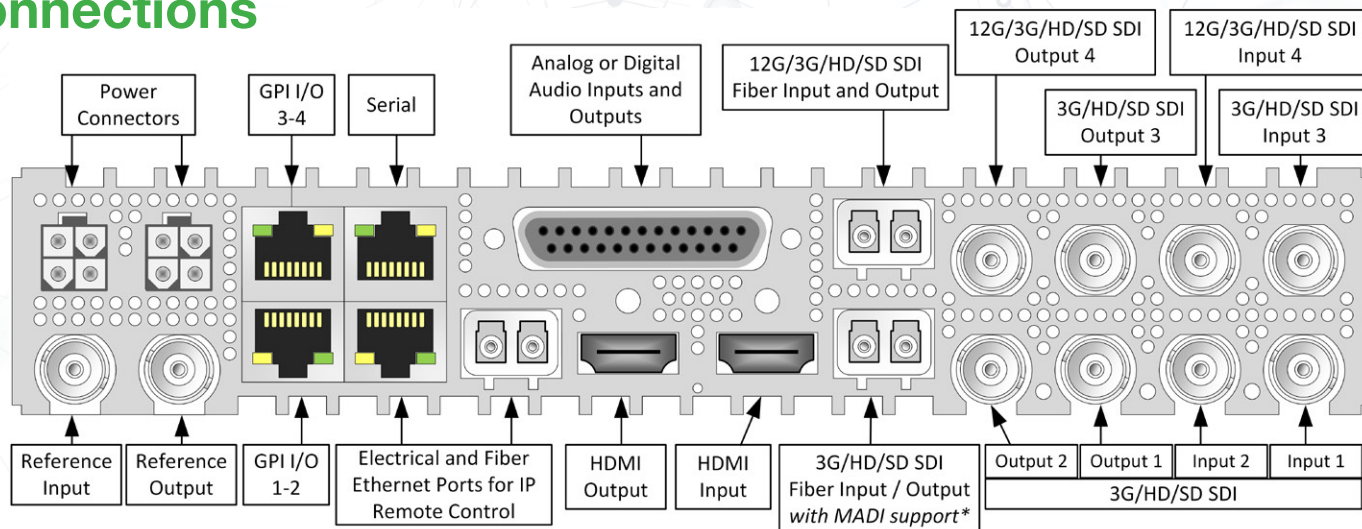 onnections
12G/3G/HD/SD SDI
Output 4
12G/3G/HD/SD SDI
Input 4
Analog or Digital
Audio Inputs and
Outputs
12G/3G/HD/SD SDI
Fiber Input and Output
Power
Connectors
GPI I/O
3-4
Serial
3G/HD/SD SDI
Output 3
3G/HD/SD SDI
Input 3
Reference
Input
Reference
Output
GPI I/O
1-2
Electrical and Fiber
Ethernet Ports for IP
Remote Control
HDMI
Output
HDMI
Input
3G/HD/SD SDI
Fiber Input / Output
with MADI support*
Output 2
Output 1
Input 2
Input 1
3G/HD/SD SDI